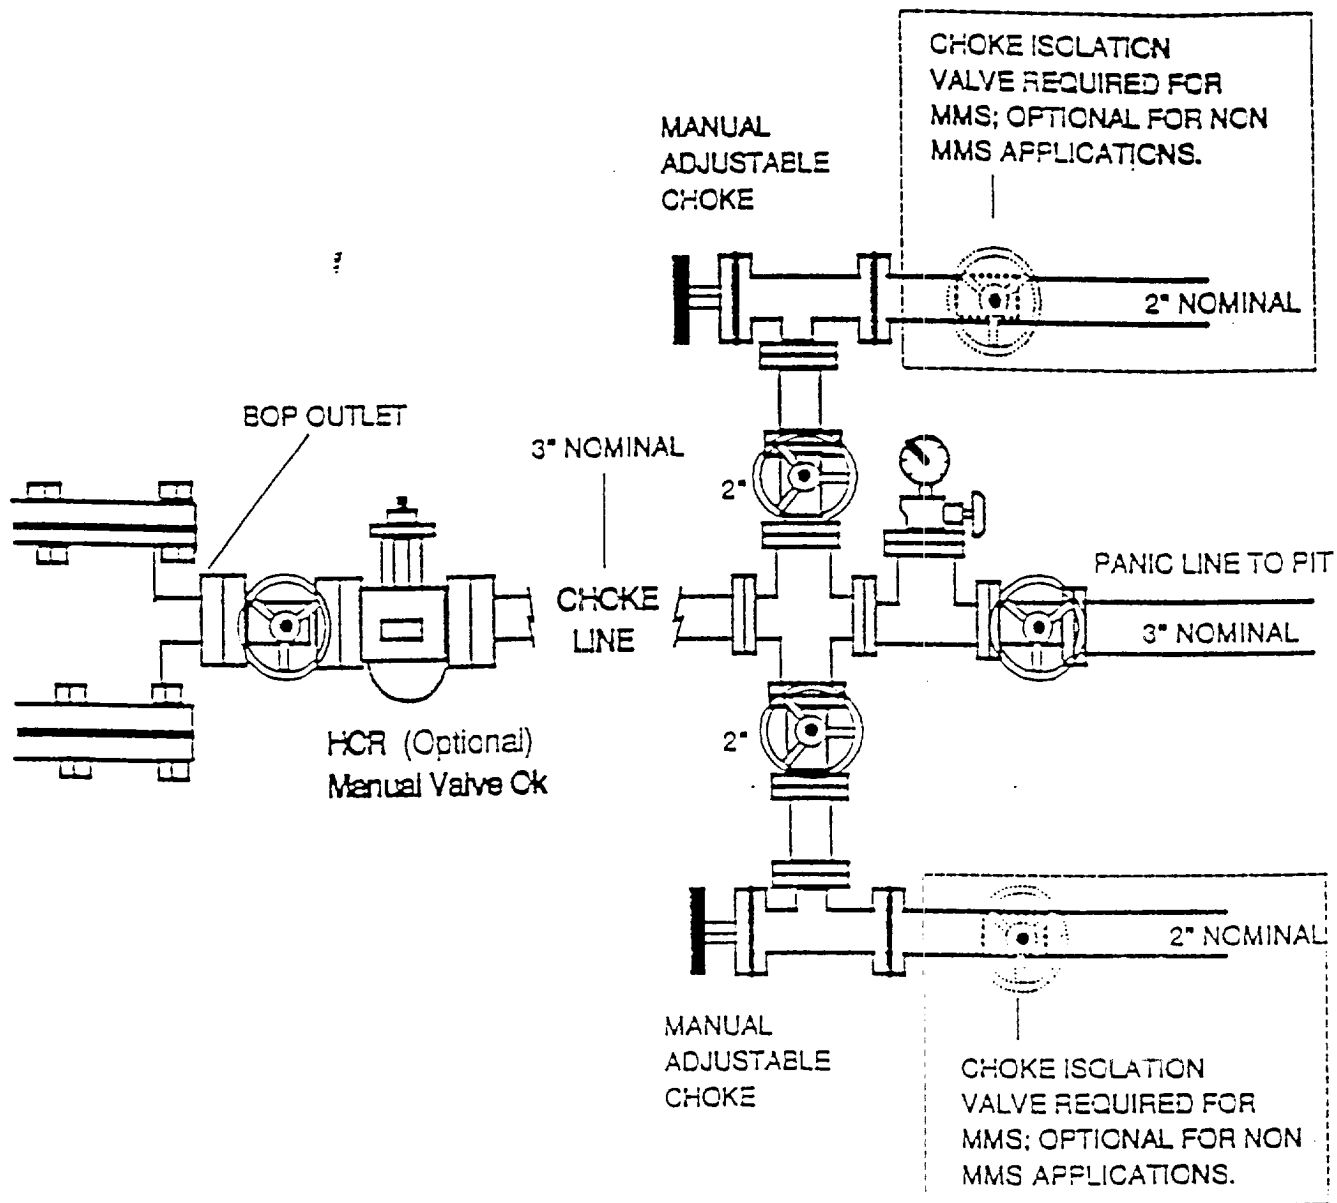 CHOKE ISOLATION
VALVE REQUIRED FOR
MMS; OPTIONAL FOR NON
MMS APPLICATIONS.
MANUAL
ADJUSTABLE
CHOKE
2" NOMINAL
BOP OUTLET
3" NOMINAL
2"
PANIC LINE TO PIT
CHOKE
LINE
3" NOMINAL
HCR (Optional)
Manual Valve Ok
2"
2" NOMINAL
MANUAL
ADJUSTABLE
CHOKE
CHOKE ISOLATION
VALVE REQUIRED FOR
MMS; OPTIONAL FOR NON
MMS APPLICATIONS.